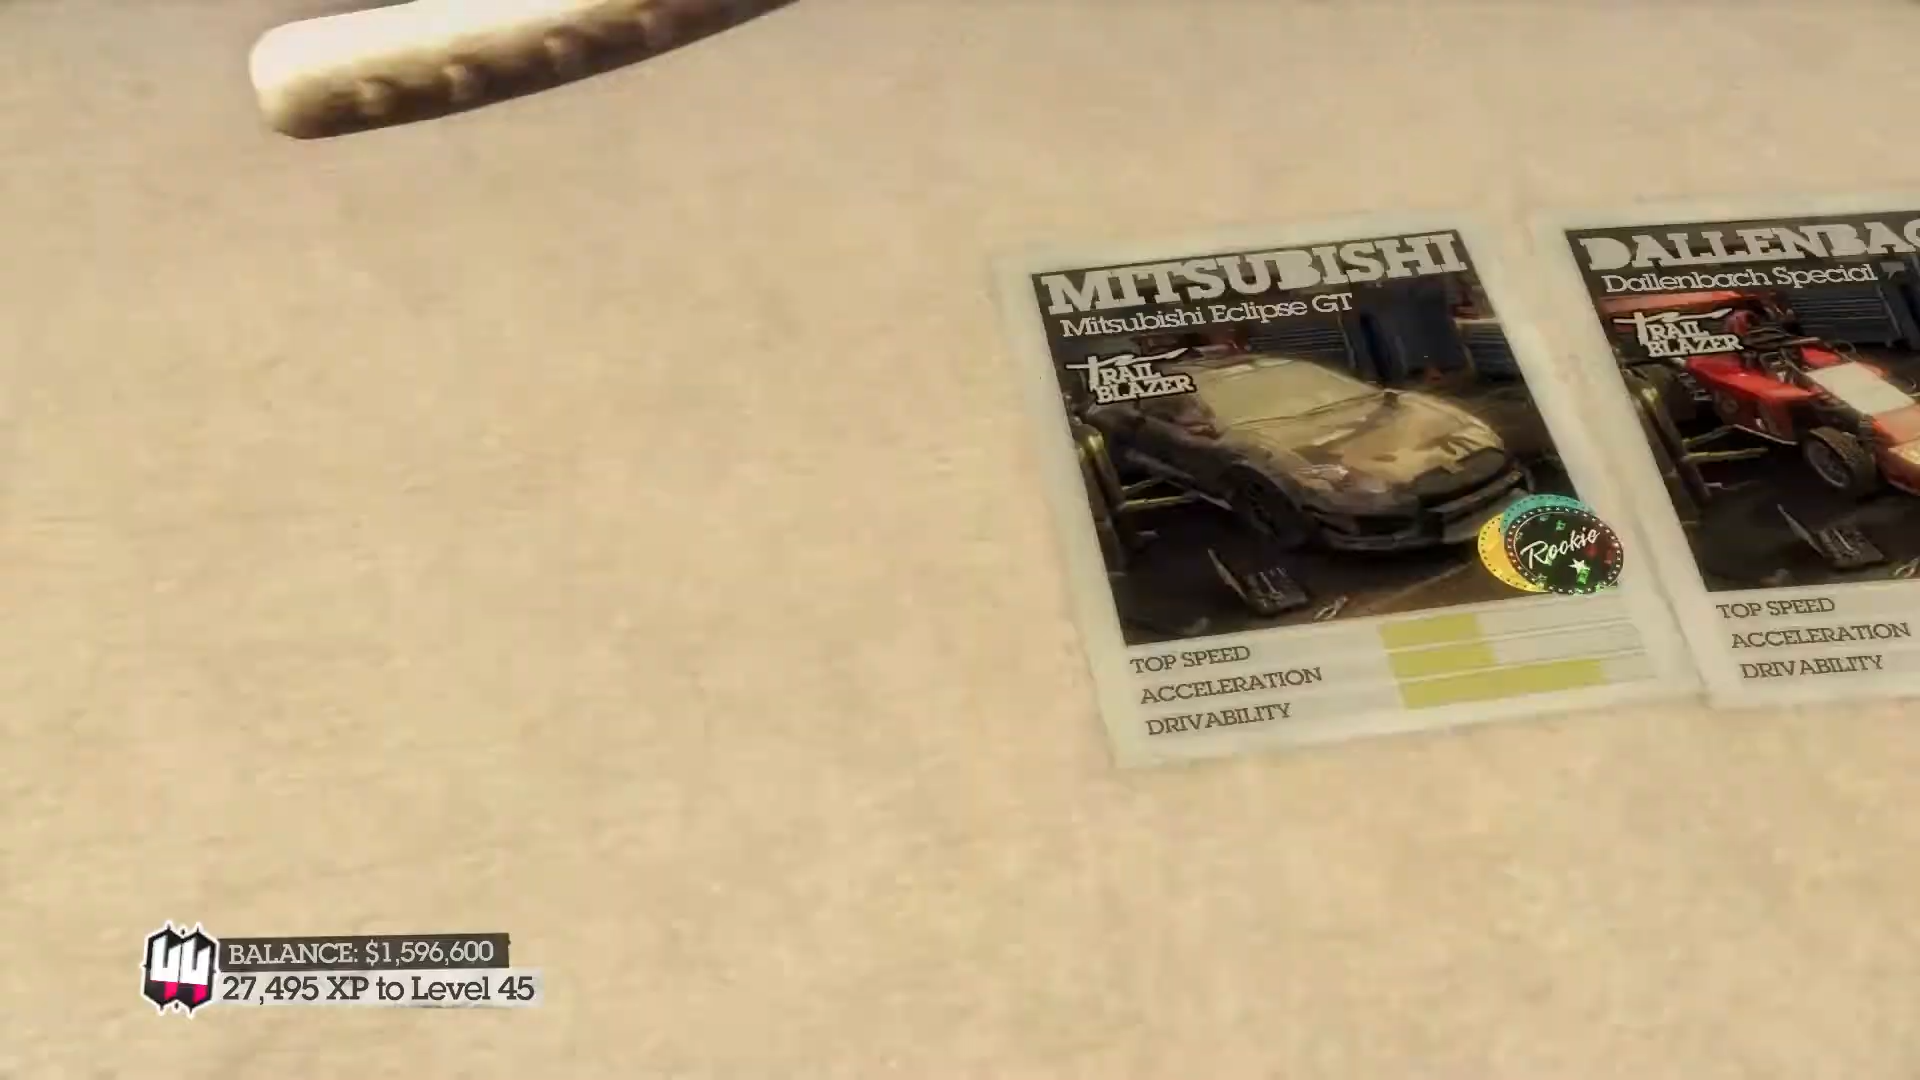 MITSUBISHI
Mitsubishi Eclipse GT
TRAIL
BLAZER
Rookie
TOP SPEED
ACCELERATION
DRIVABILITY
Dallenbach Special
TRAIL
BLAZER
TOP SPEED
ACCELERATION
DRIVABILITY
BALANCE: $1,596,600
27,495 XP to Level 45
44